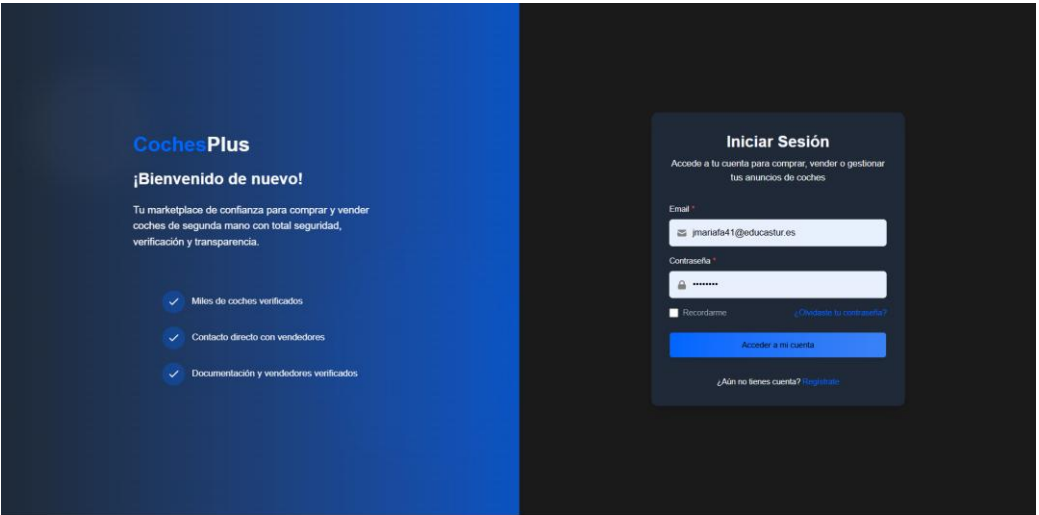 CochesPlus
¡Bienvenido de nuevo!
Tu marketplace de confianza para comprar y vender
coches de segunda mano con total seguridad,
verificación y transparencia.
Miles de coches verificados
Contacto directo con vendedores
Documentación y vendedores verificados
Iniciar Sesión
Accede a tu cuenta para comprar, vender o gestionar
tus anuncios de coches
Email *
jmariafa41@educastur.es
Contraseña *
••••••••
Recordarme
¿Olvidaste tu contraseña?
Acceder a mi cuenta
¿Aún no tienes cuenta? Regístrate